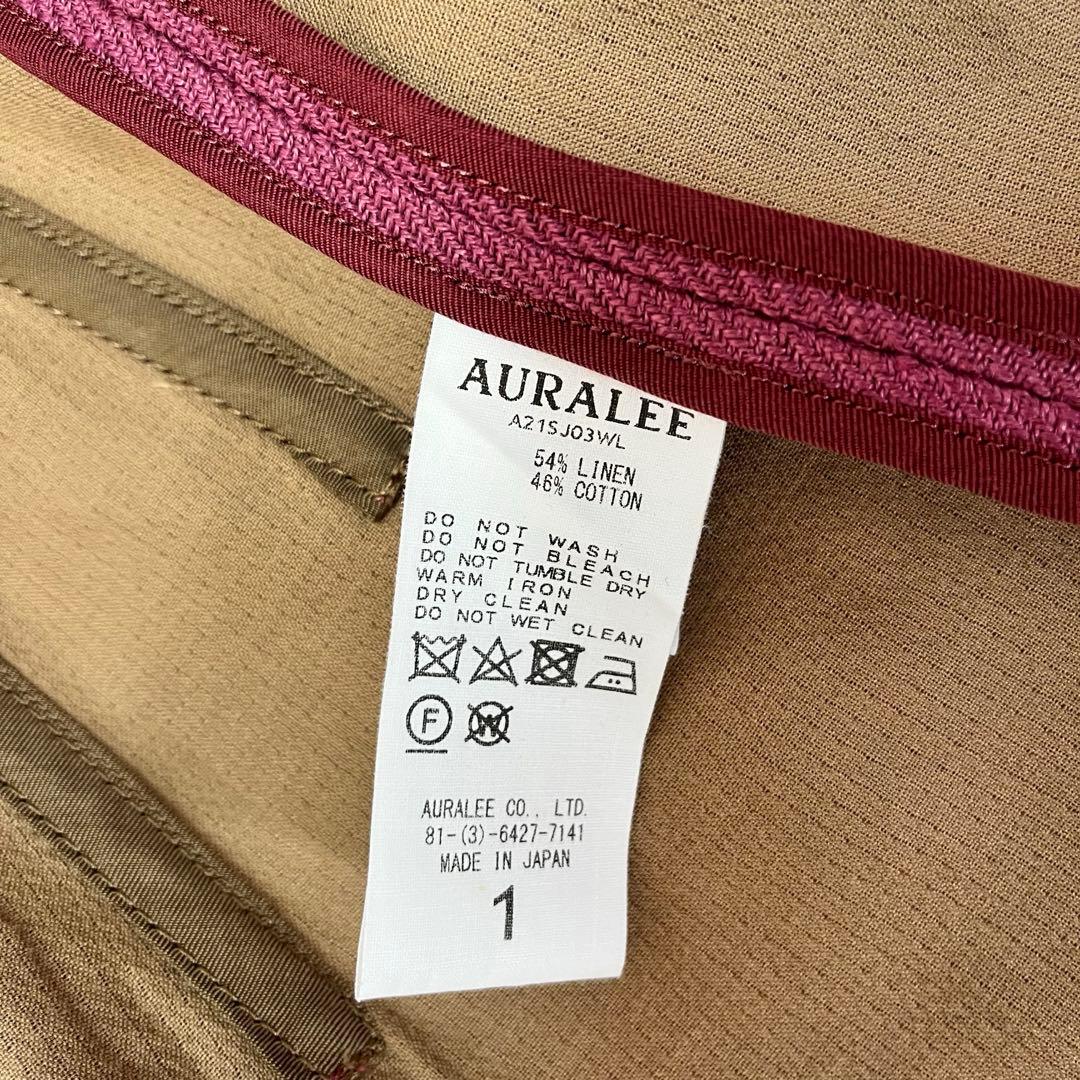 AURALEE
A21SJ03WL
54% LINEN
46% COTTON
DO NOT WASH
DO NOT BLEACH
DO NOT TUMBLE DRY
WARM IRON
DRY CLEAN
DO NOT WET CLEAN
F W
AURALEE CO., LTD.
81-(3)-6427-7141
MADE IN JAPAN
1